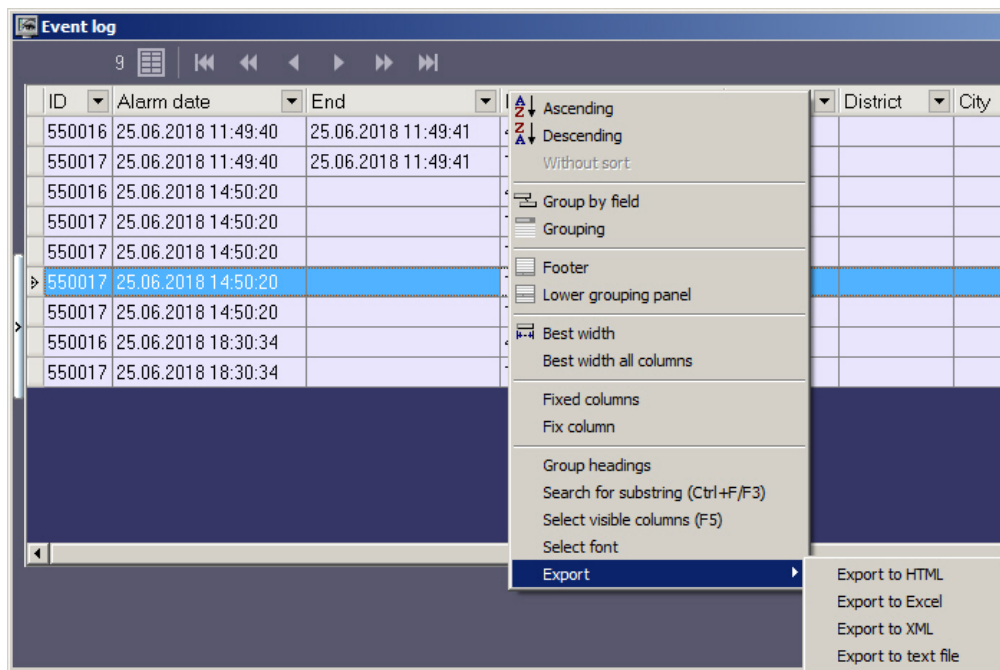 Event log
9
ID Alarm date End District City
550016 25.06.2018 11:49:40 25.06.2018 11:49:41
550017 25.06.2018 11:49:40 25.06.2018 11:49:41
550016 25.06.2018 14:50:20
550017 25.06.2018 14:50:20
550017 25.06.2018 14:50:20
550017 25.06.2018 14:50:20
550017 25.06.2018 14:50:20
550016 25.06.2018 18:30:34
550017 25.06.2018 18:30:34
Ascending
Descending
Without sort
Group by field
Grouping
Footer
Lower grouping panel
Best width
Best width all columns
Fixed columns
Fix column
Group headings
Search for substring (Ctrl+F/F3)
Select visible columns (F5)
Select font
Export
Export to HTML
Export to Excel
Export to XML
Export to text file